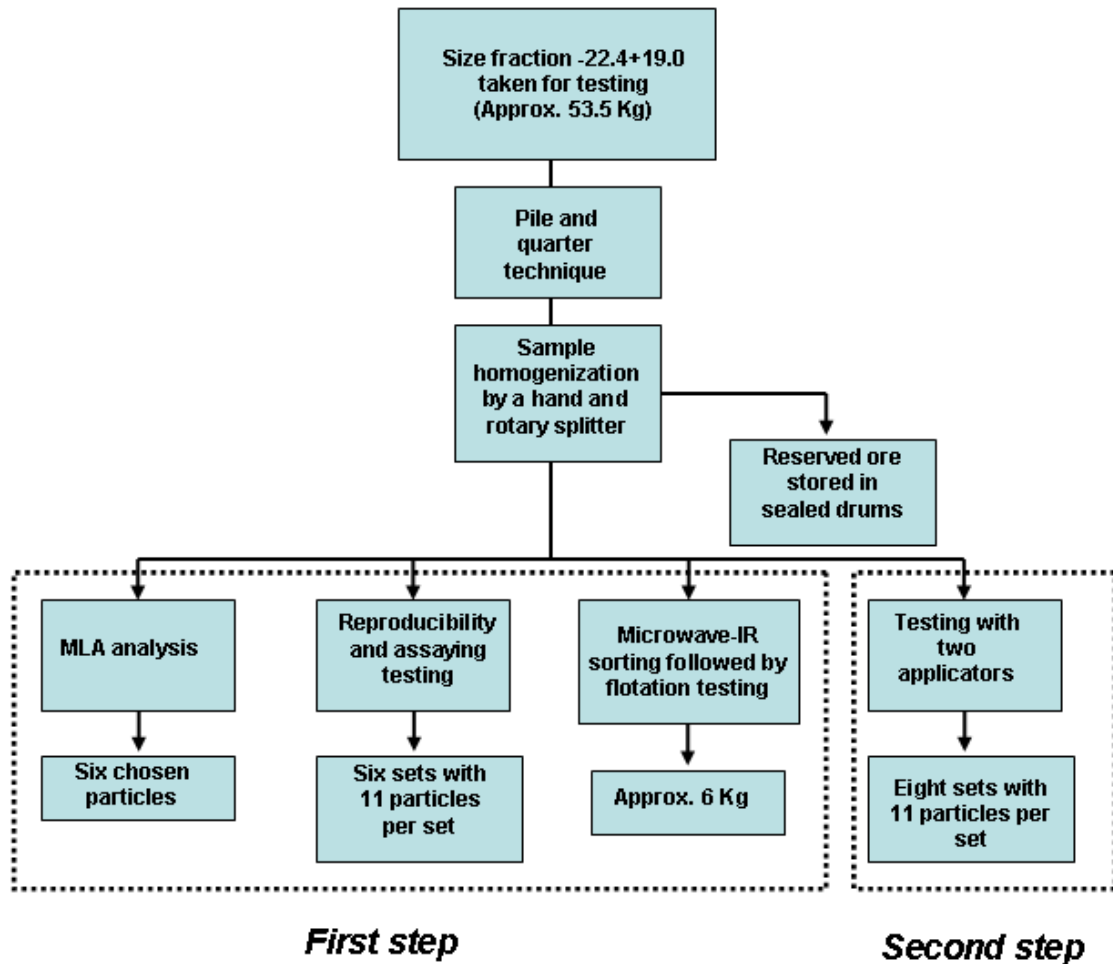 Size fraction -22.4+19.0
taken for testing
(Approx. 53.5 Kg)
Pile and
quarter
technique
Sample
homogenization
by a hand and
rotary splitter
Reserved ore
stored in
sealed drums
MLA analysis
Reproducibility
and assaying
testing
Microwave-IR
sorting followed by
flotation testing
Testing with
two
applicators
Six chosen
particles
Six sets with
11 particles
per set
Approx. 6 Kg
Eight sets with
11 particles per
set
First step
Second step